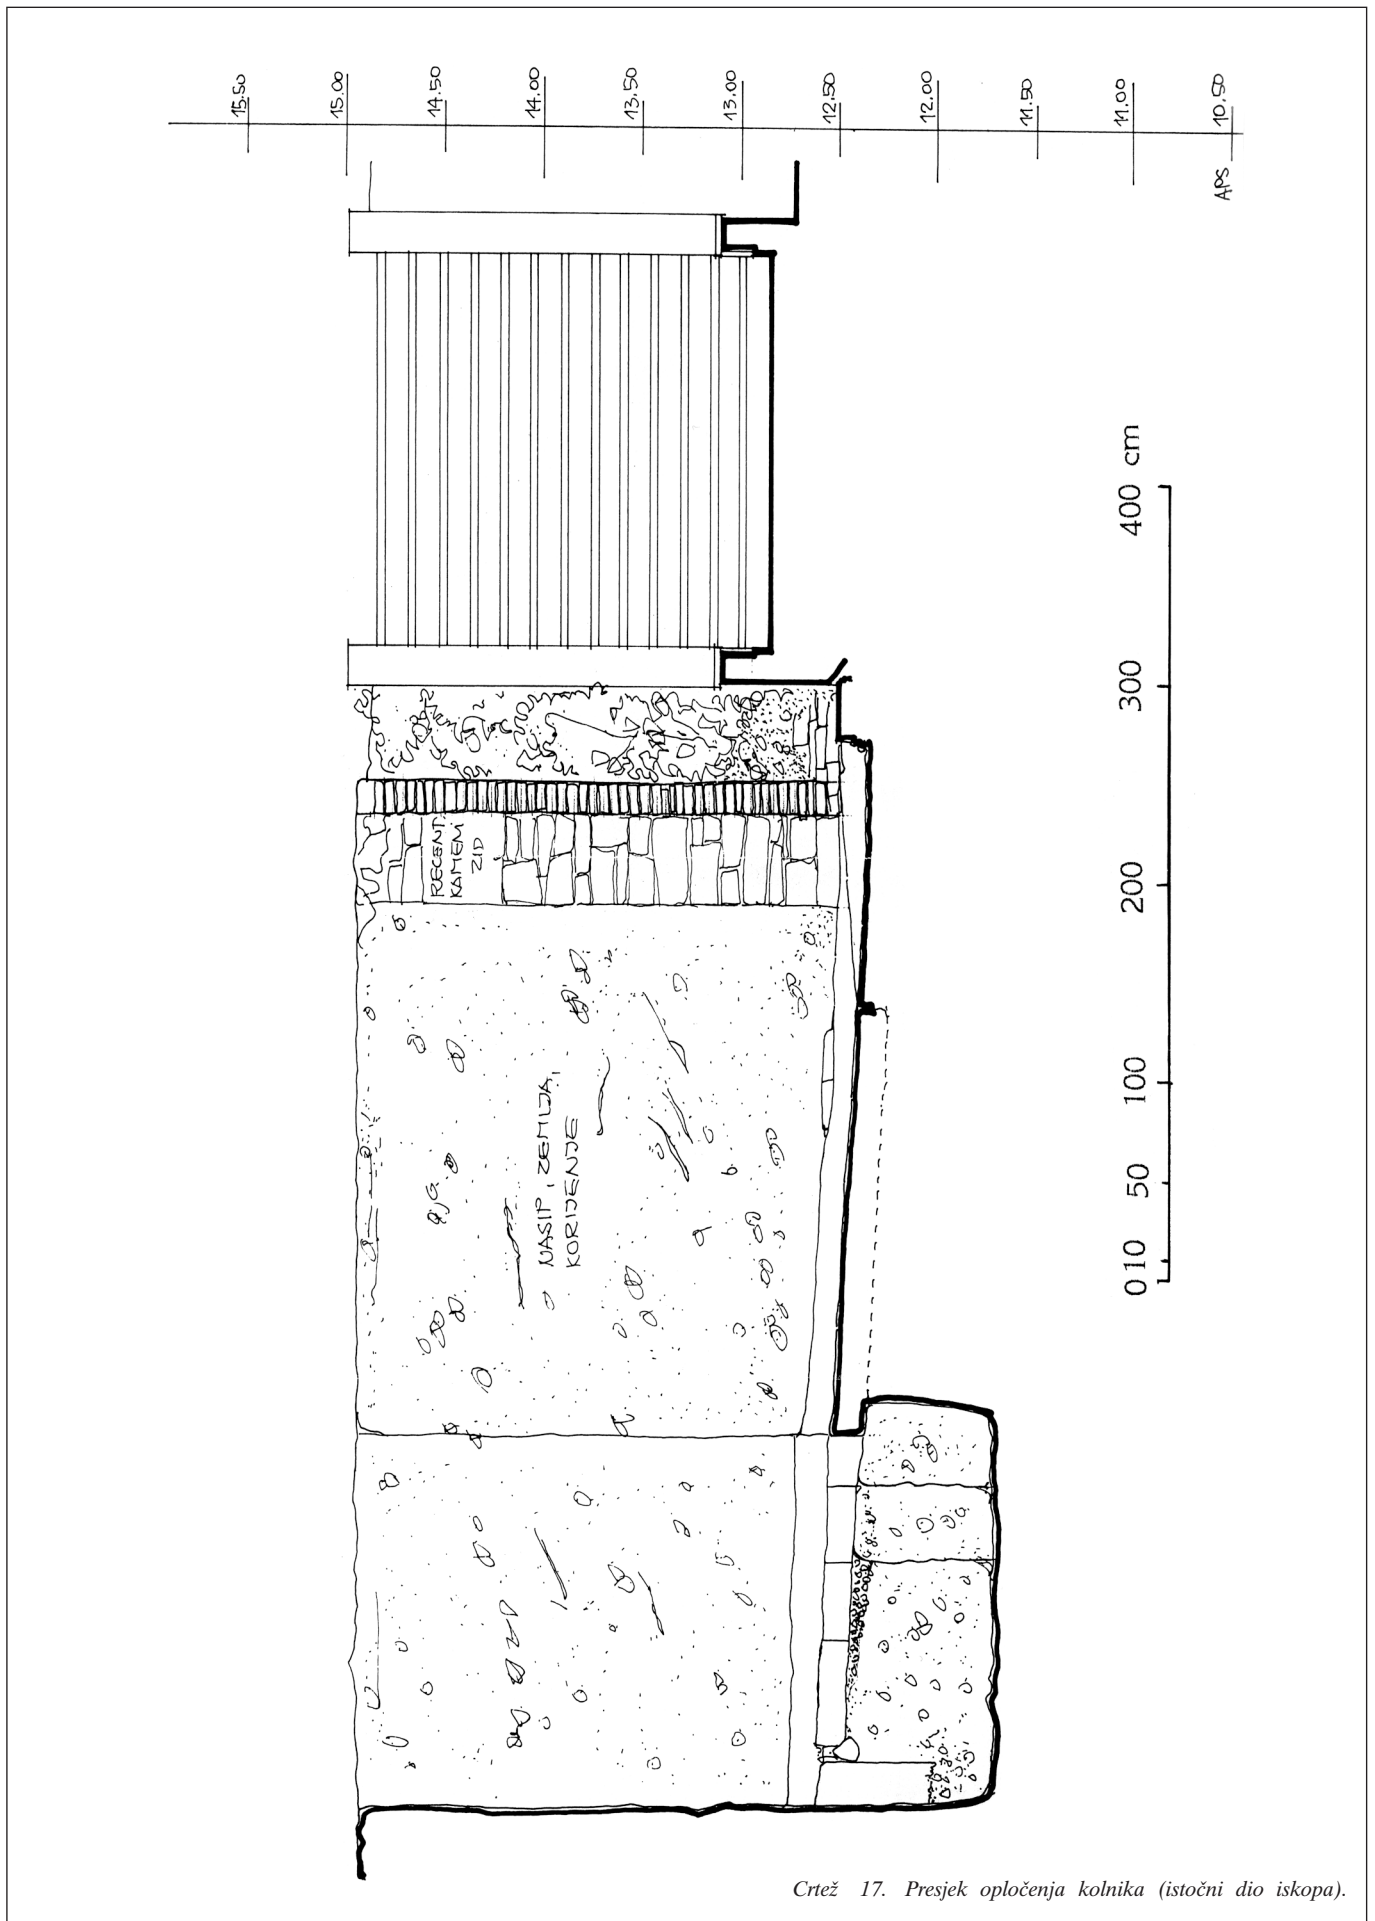 15.50
15.00
14.50
14.00
13.50
13.00
12.50
12.00
11.50
11.00
10.50
APS
RECENT.
KAMENI
ZID
NASIP, ZEMLJA,
KORIJENJE
0 10 50 100 200 300 400 cm
Crtež 17. Presjek opločenja kolnika (istočni dio iskopa).